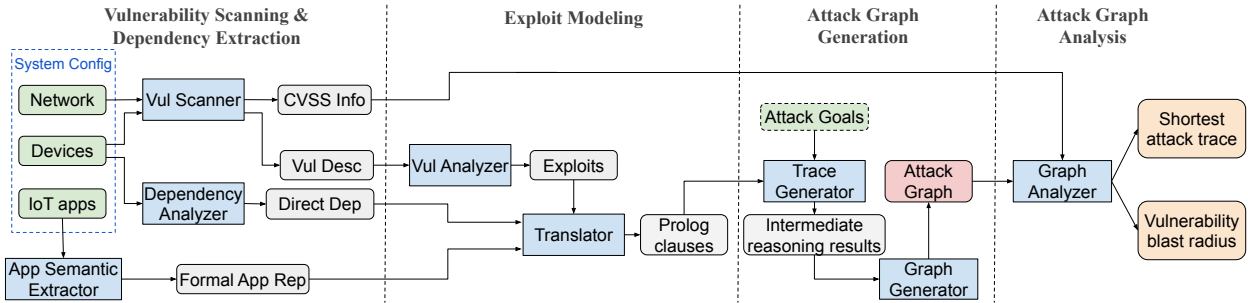 Vulnerability Scanning &
Dependency Extraction
Exploit Modeling
Attack Graph
Generation
Attack Graph
Analysis
System Config
Network
Devices
IoT apps
Vul Scanner
CVSS Info
Vul Desc
Dependency
Analyzer
Direct Dep
App Semantic
Extractor
Formal App Rep
Vul Analyzer
Exploits
Translator
Prolog
clauses
Attack Goals
Trace
Generator
Intermediate
reasoning results
Attack
Graph
Graph
Generator
Graph
Analyzer
Shortest
attack trace
Vulnerability
blast radius